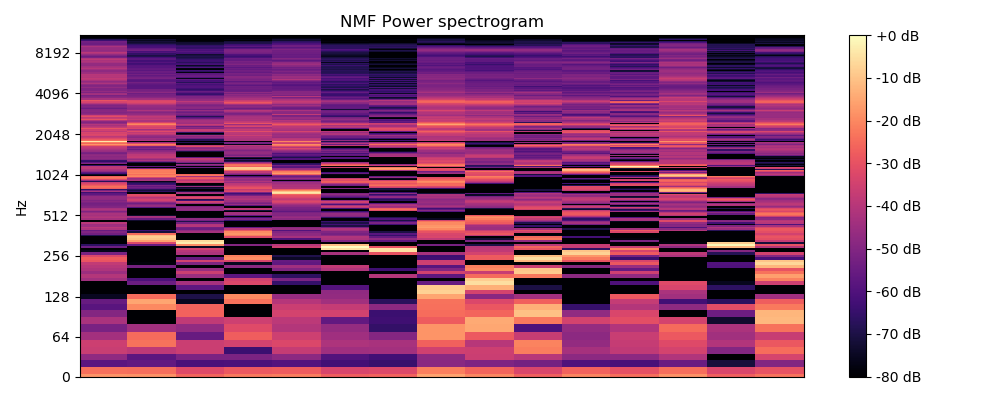 NMF Power spectrogram
Hz
8192
4096
2048
1024
512
256
128
64
0
+0 dB
-10 dB
-20 dB
-30 dB
-40 dB
-50 dB
-60 dB
-70 dB
-80 dB